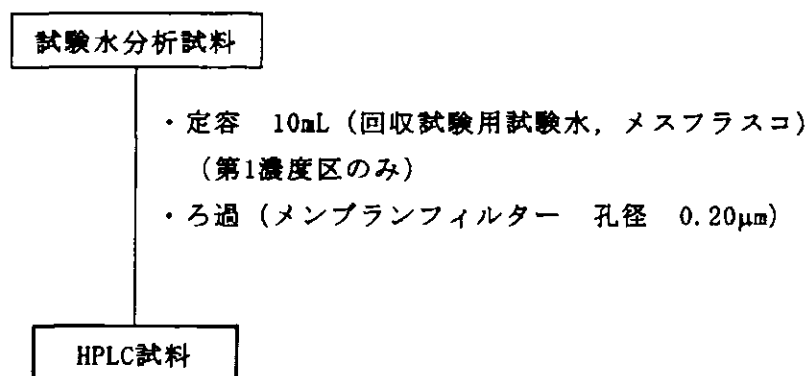 試験水分析試料
・定容　10mL (回収試験用試験水, メスフラスコ)
(第1濃度区のみ)
・ろ過 (メンブランフィルター　孔径　0.20μm)
HPLC試料